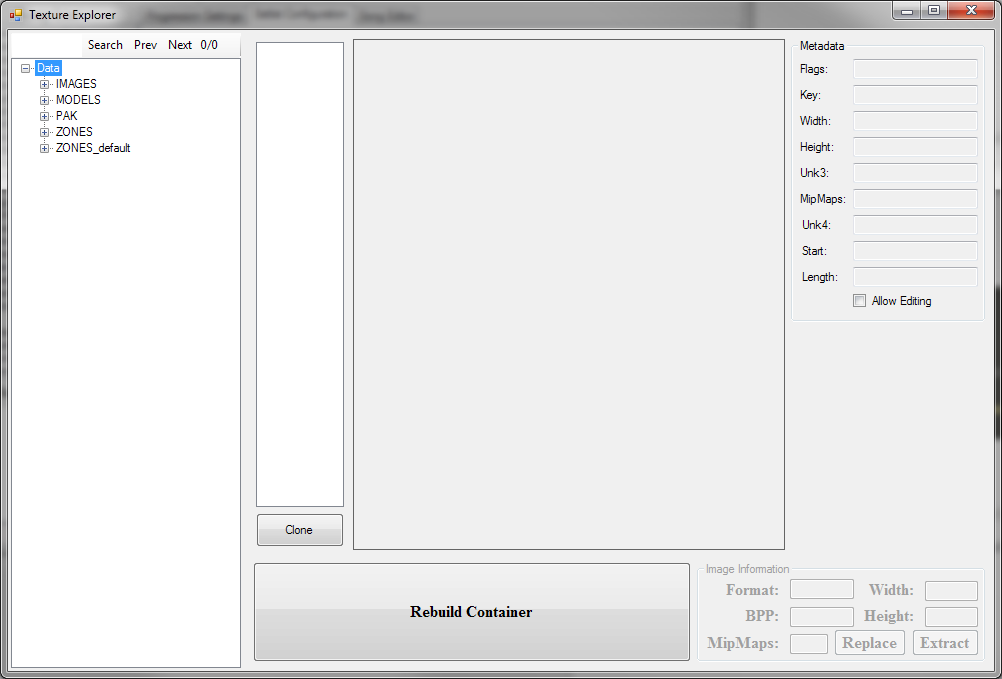 Texture Explorer
Search Prev Next 0/0
Data
IMAGES
MODELS
PAK
ZONES
ZONES_default
Clone
Rebuild Container
Metadata
Flags:
Key:
Width:
Height:
Unk3:
MipMaps:
Unk4:
Start:
Length:
Allow Editing
Image Information
Format: Width:
BPP: Height:
MipMaps: Replace Extract